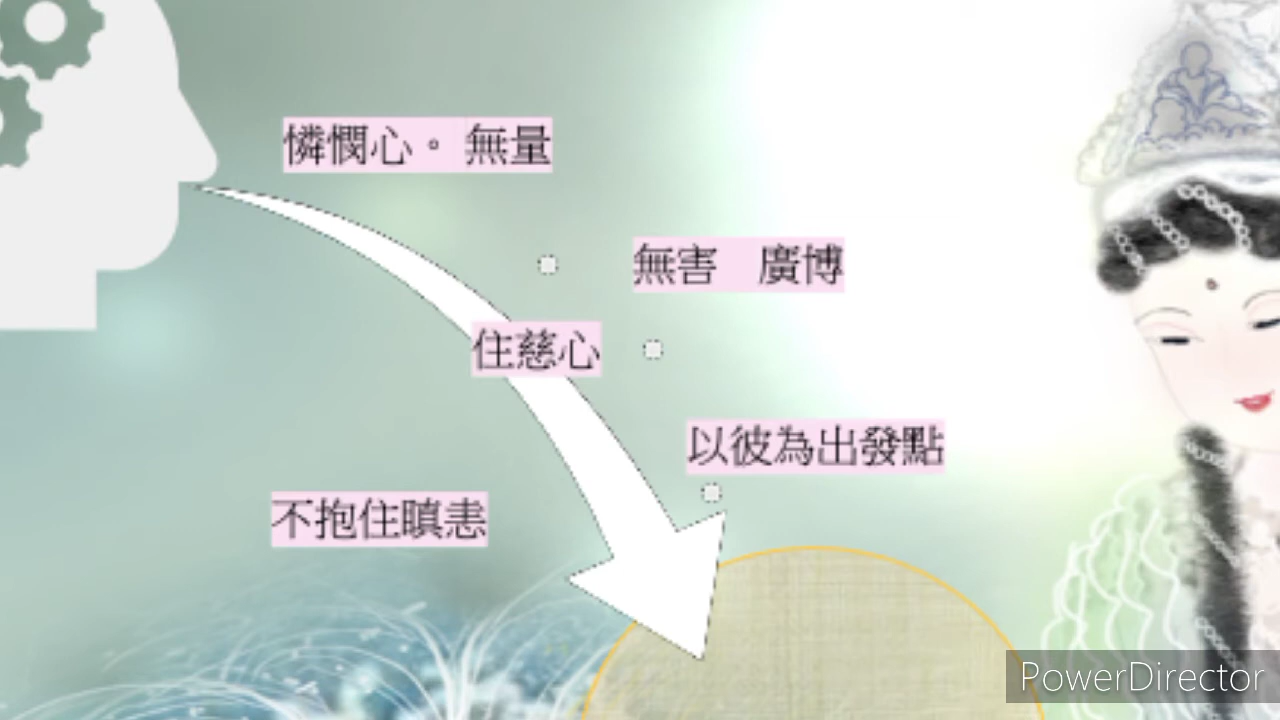 憐憫心。 無量
無害　廣博
住慈心
以彼為出發點
不抱住瞋恚
PowerDirector